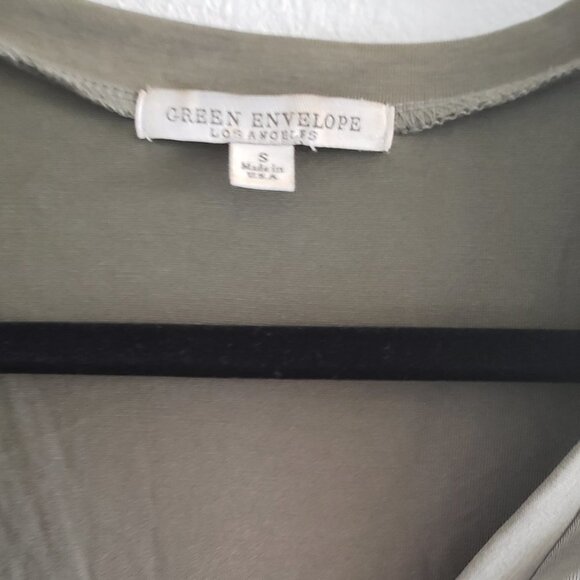 GREEN ENVELOPE
LOS ANGELES
S
Made in
U.S.A